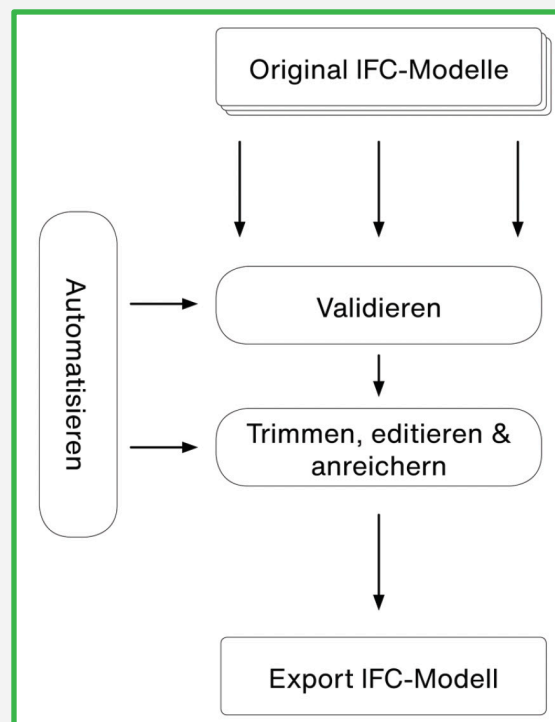 Original IFC-Modelle
Automatisieren
Validieren
Trimmen, editieren &
anreichern
Export IFC-Modell